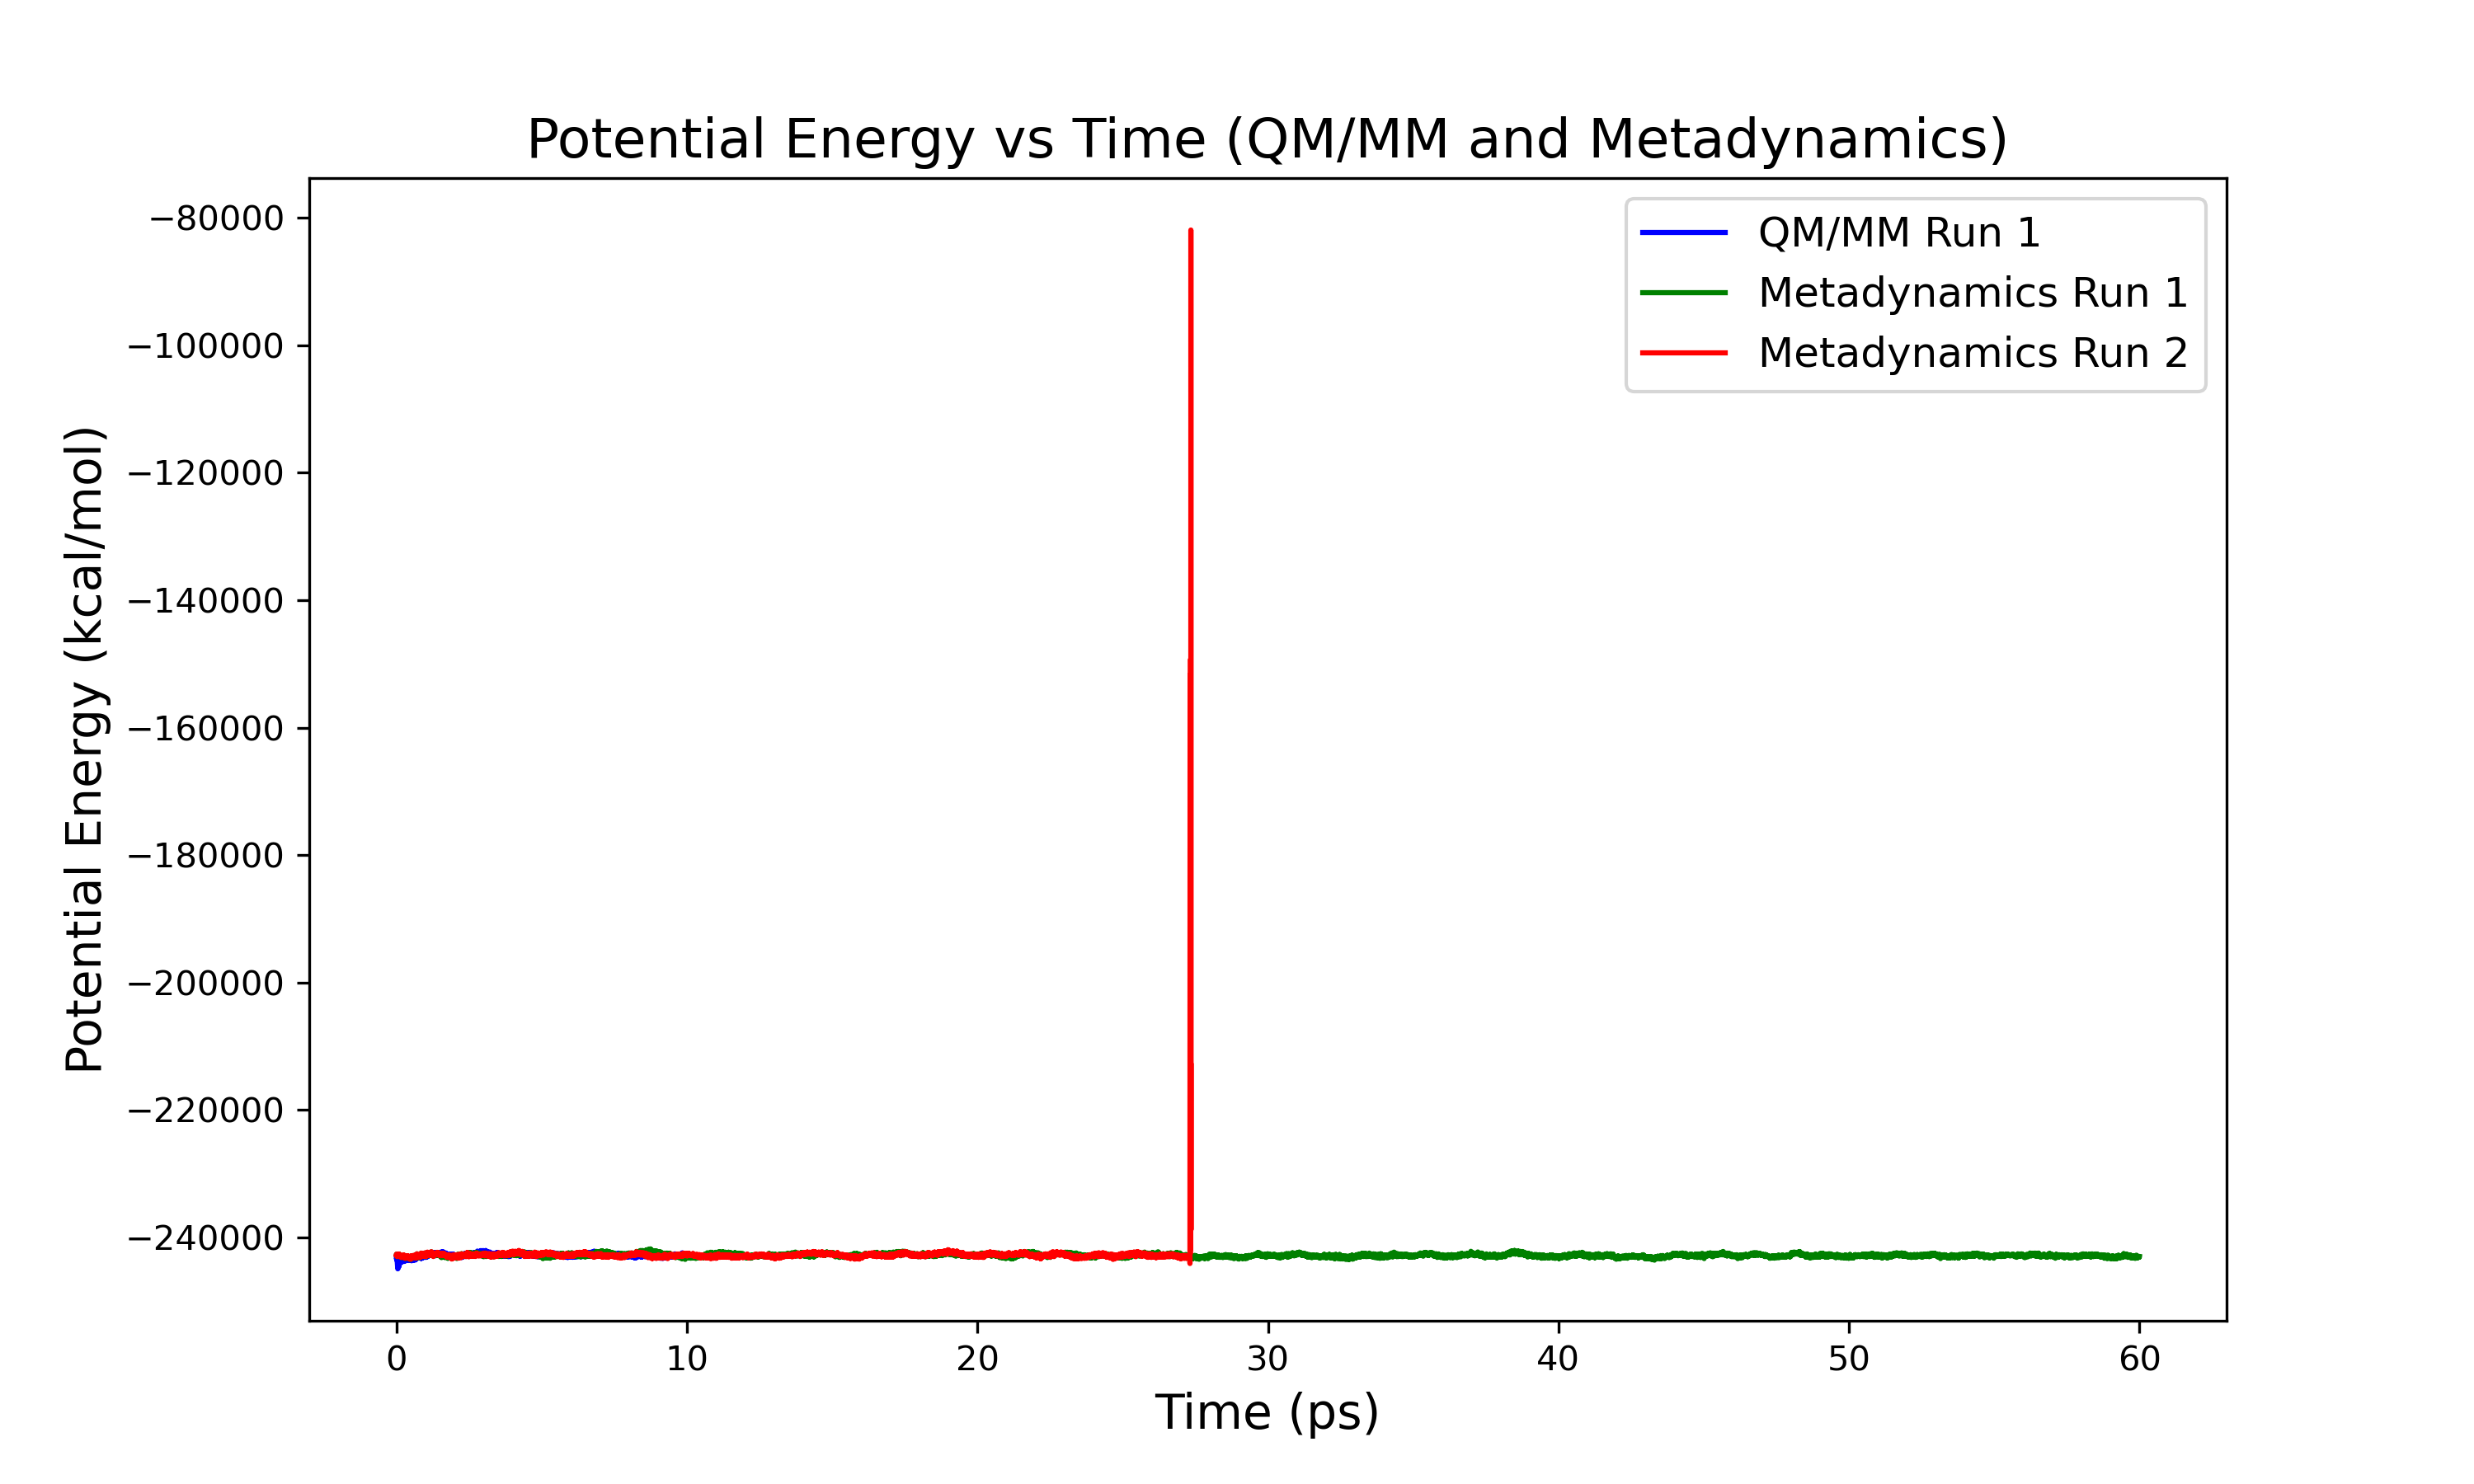 Potential Energy vs Time (QM/MM and Metadynamics)
QM/MM Run 1
Metadynamics Run 1
Metadynamics Run 2
Potential Energy (kcal/mol)
−80000
−100000
−120000
−140000
−160000
−180000
−200000
−220000
−240000
0 10 20 30 40 50 60
Time (ps)